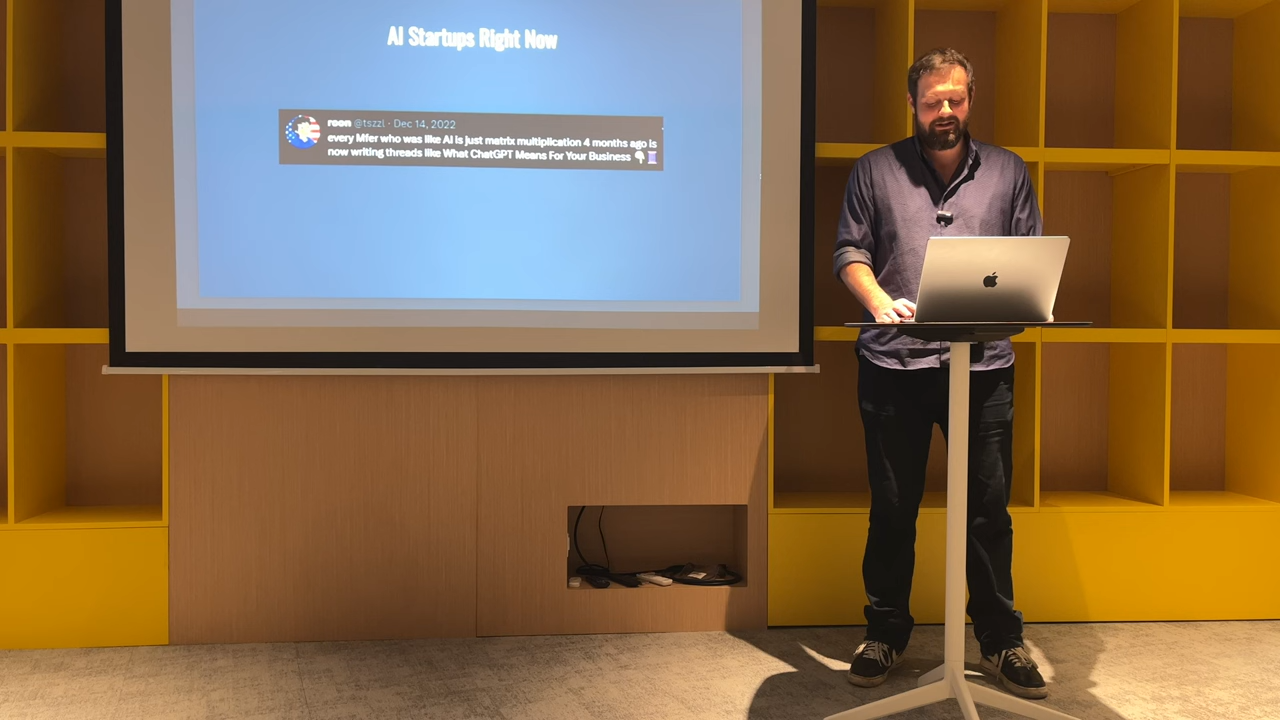 AI Startups Right Now
roon @tszzl · Dec 14, 2022
every Mfer who was like AI is just matrix multiplication 4 months ago is
now writing threads like What ChatGPT Means For Your Business 👇🧵